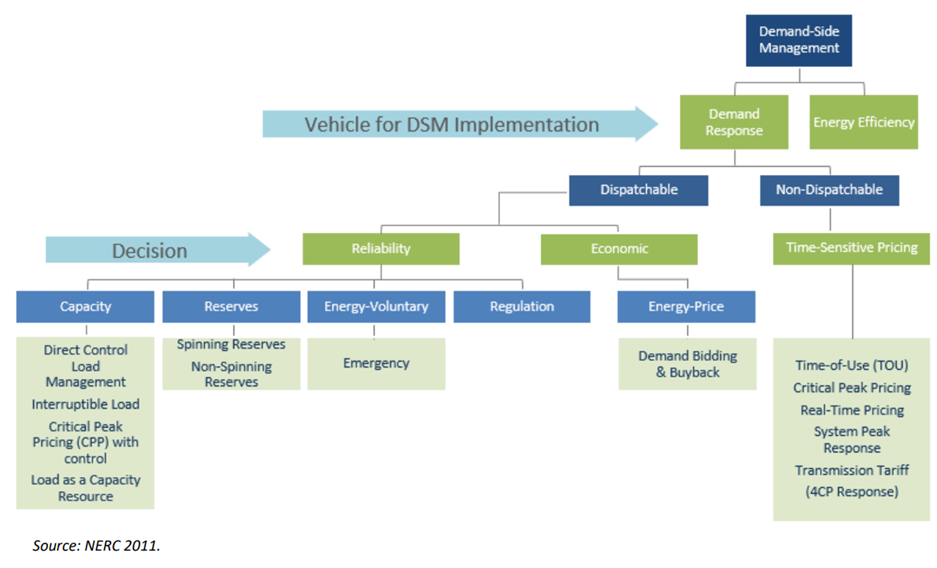 Demand-Side
Management
Vehicle for DSM Implementation
Demand
Response
Energy Efficiency
Dispatchable
Non-Dispatchable
Decision
Reliability
Economic
Time-Sensitive Pricing
Capacity
Reserves
Energy-Voluntary
Regulation
Energy-Price
Direct Control
Load
Management
Interruptible Load
Critical Peak
Pricing (CPP) with
control
Load as a Capacity
Resource
Spinning Reserves
Non-Spinning
Reserves
Emergency
Demand Bidding
& Buyback
Time-of-Use (TOU)
Critical Peak Pricing
Real-Time Pricing
System Peak
Response
Transmission Tariff
(4CP Response)
Source: NERC 2011.